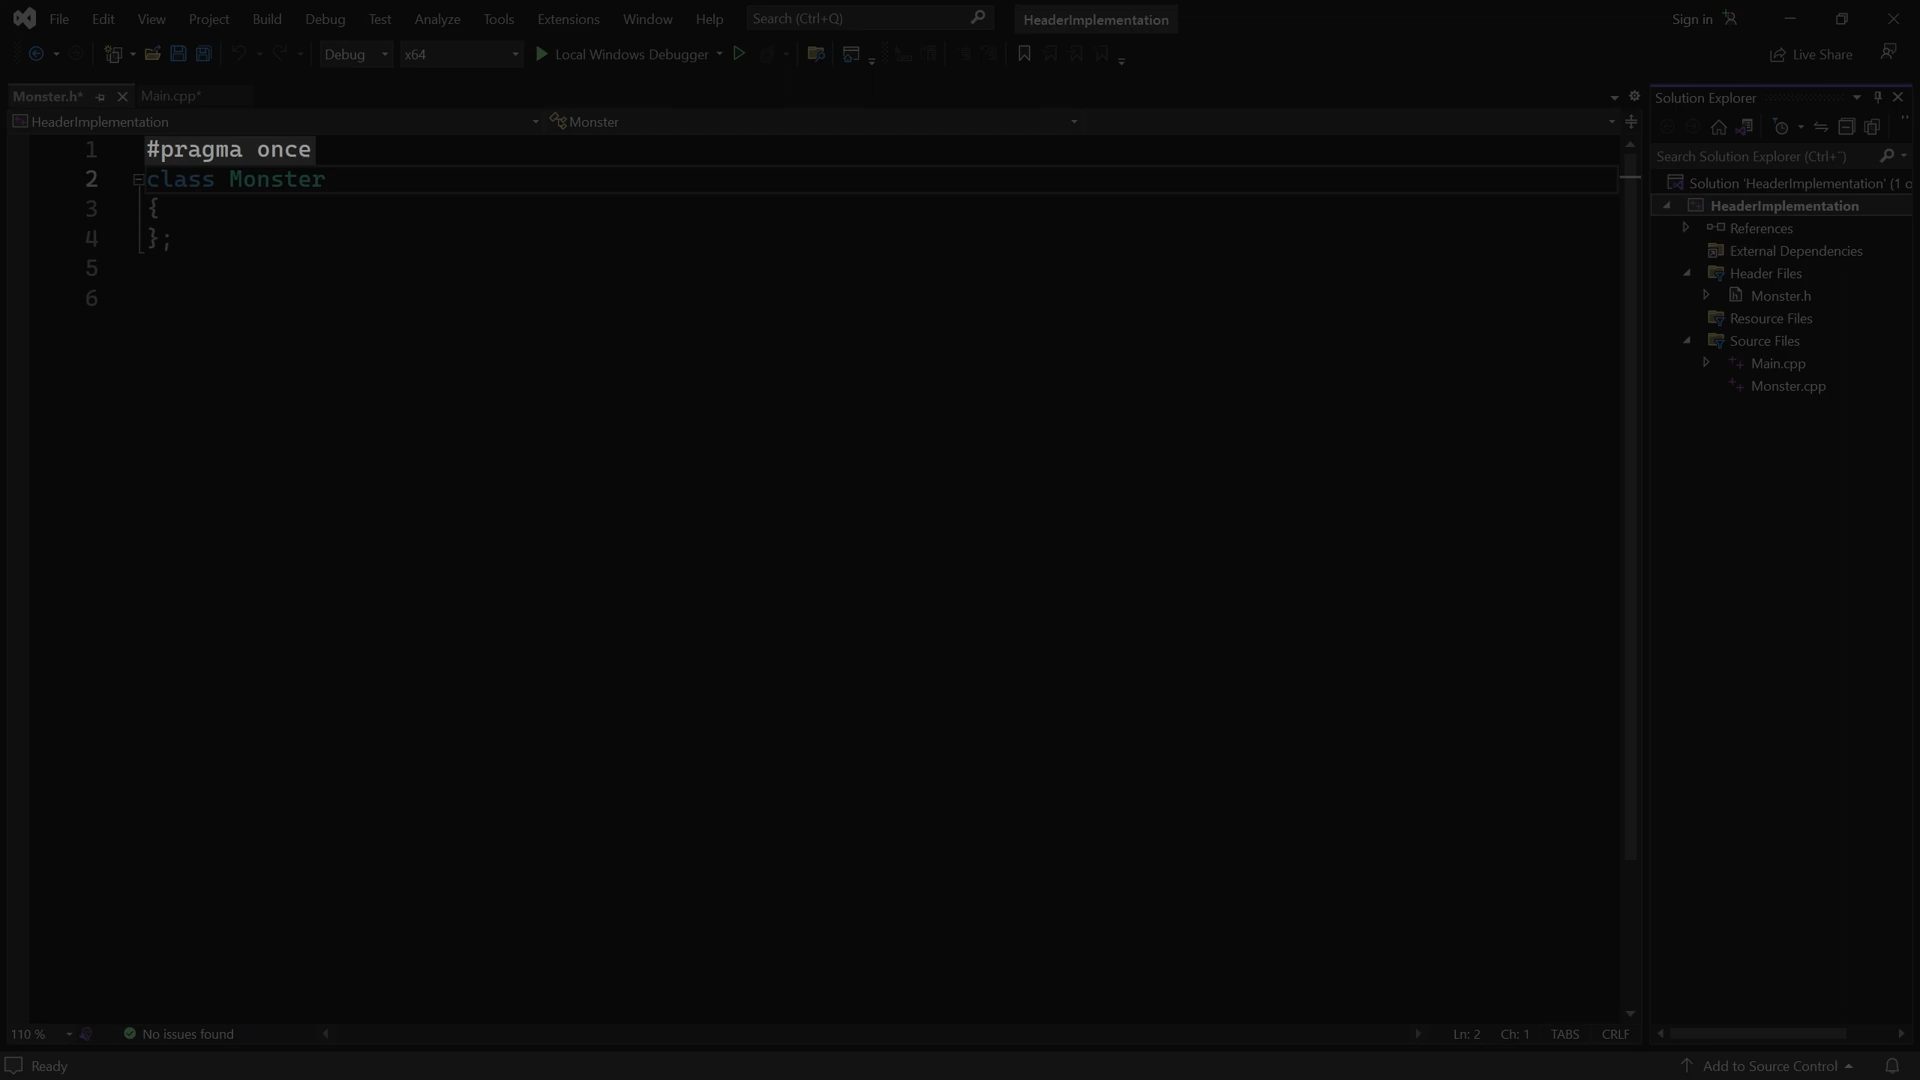 File Edit View Project Build Debug Test Analyze Tools Extensions Window Help Search (Ctrl+Q) HeaderImplementation Sign in
Debug x64 Local Windows Debugger Live Share
Monster.h* Main.cpp*
HeaderImplementation Monster
1 #pragma once
2 class Monster
3 {
4 };
5
6
Solution Explorer
Search Solution Explorer (Ctrl+¨)
Solution 'HeaderImplementation' (1 o
HeaderImplementation
References
External Dependencies
Header Files
Monster.h
Resource Files
Source Files
Main.cpp
Monster.cpp
110 % No issues found Ln: 2 Ch: 1 TABS CRLF
Ready Add to Source Control